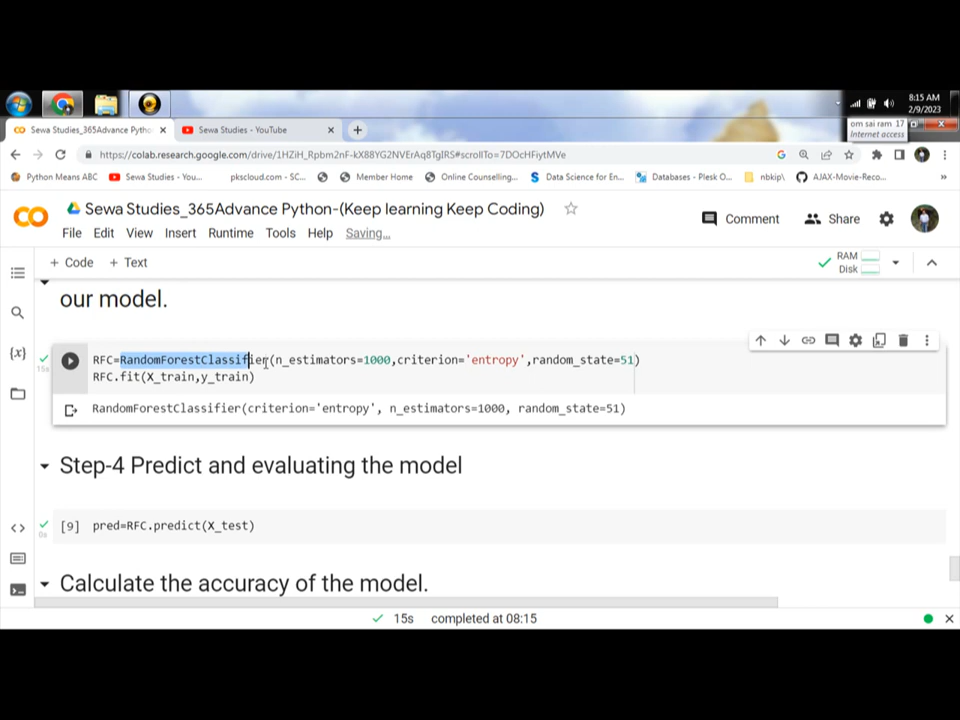 8:15 AM
2/9/2023
om sai ram 17
Internet access
Sewa Studies_365Advance Pytho
Sewa Studies - YouTube
https://colab.research.google.com/drive/1HZiH_Rpbm2nF-kX88YG2NVErAq8TgIRS#scrollTo=7DOcHFiytMVe
Python Means ABC
Sewa Studies - You...
pkscloud.com - SC...
Member Home
Online Counselling...
Data Science for En...
Databases - Plesk O...
nbkip\
AJAX-Movie-Reco...
Sewa Studies_365Advance Python-(Keep learning Keep Coding)
Comment
Share
File Edit View Insert Runtime Tools Help Saving...
+ Code + Text
RAM
Disk
our model.
RFC=RandomForestClassifier(n_estimators=1000,criterion='entropy',random_state=51)
RFC.fit(X_train,y_train)
15s
RandomForestClassifier(criterion='entropy', n_estimators=1000, random_state=51)
Step-4 Predict and evaluating the model
[9] pred=RFC.predict(X_test)
0s
Calculate the accuracy of the model.
15s completed at 08:15